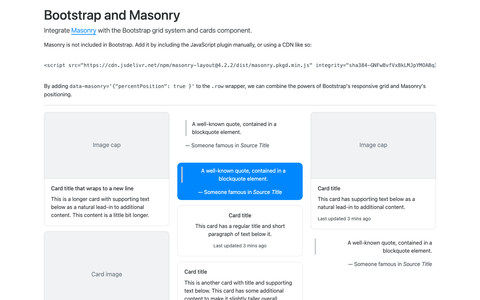 Bootstrap and Masonry
Integrate Masonry with the Bootstrap grid system and cards component.
Masonry is not included in Bootstrap. Add it by including the JavaScript plugin manually, or using a CDN like so:
<script src="https://cdn.jsdelivr.net/npm/masonry-layout@4.2.2/dist/masonry.pkgd.min.js" integrity="sha384-
By adding data-masonry='{"percentPosition": true }' to the .row wrapper, we can combine the powers of Bootstrap's responsive grid and Masonry's
positioning.
Image cap
Card title that wraps to a new line
This is a longer card with supporting text
below as a natural lead-in to additional
content. This content is a little bit longer.
Card image
A well-known quote, contained in a
blockquote element.
— Someone famous in Source Title
A well-known quote, contained in a
blockquote element.
— Someone famous in Source Title
Card title
This card has a regular title and short
paragraph of text below it.
Last updated 3 mins ago
Card title
This is another card with title and supporting
text below. This card has some additional
content to make it slightly taller overall.
Image cap
Card title
This card has supporting text below as a
natural lead-in to additional content.
Last updated 3 mins ago
A well-known quote, contained in a
blockquote element.
— Someone famous in Source Title